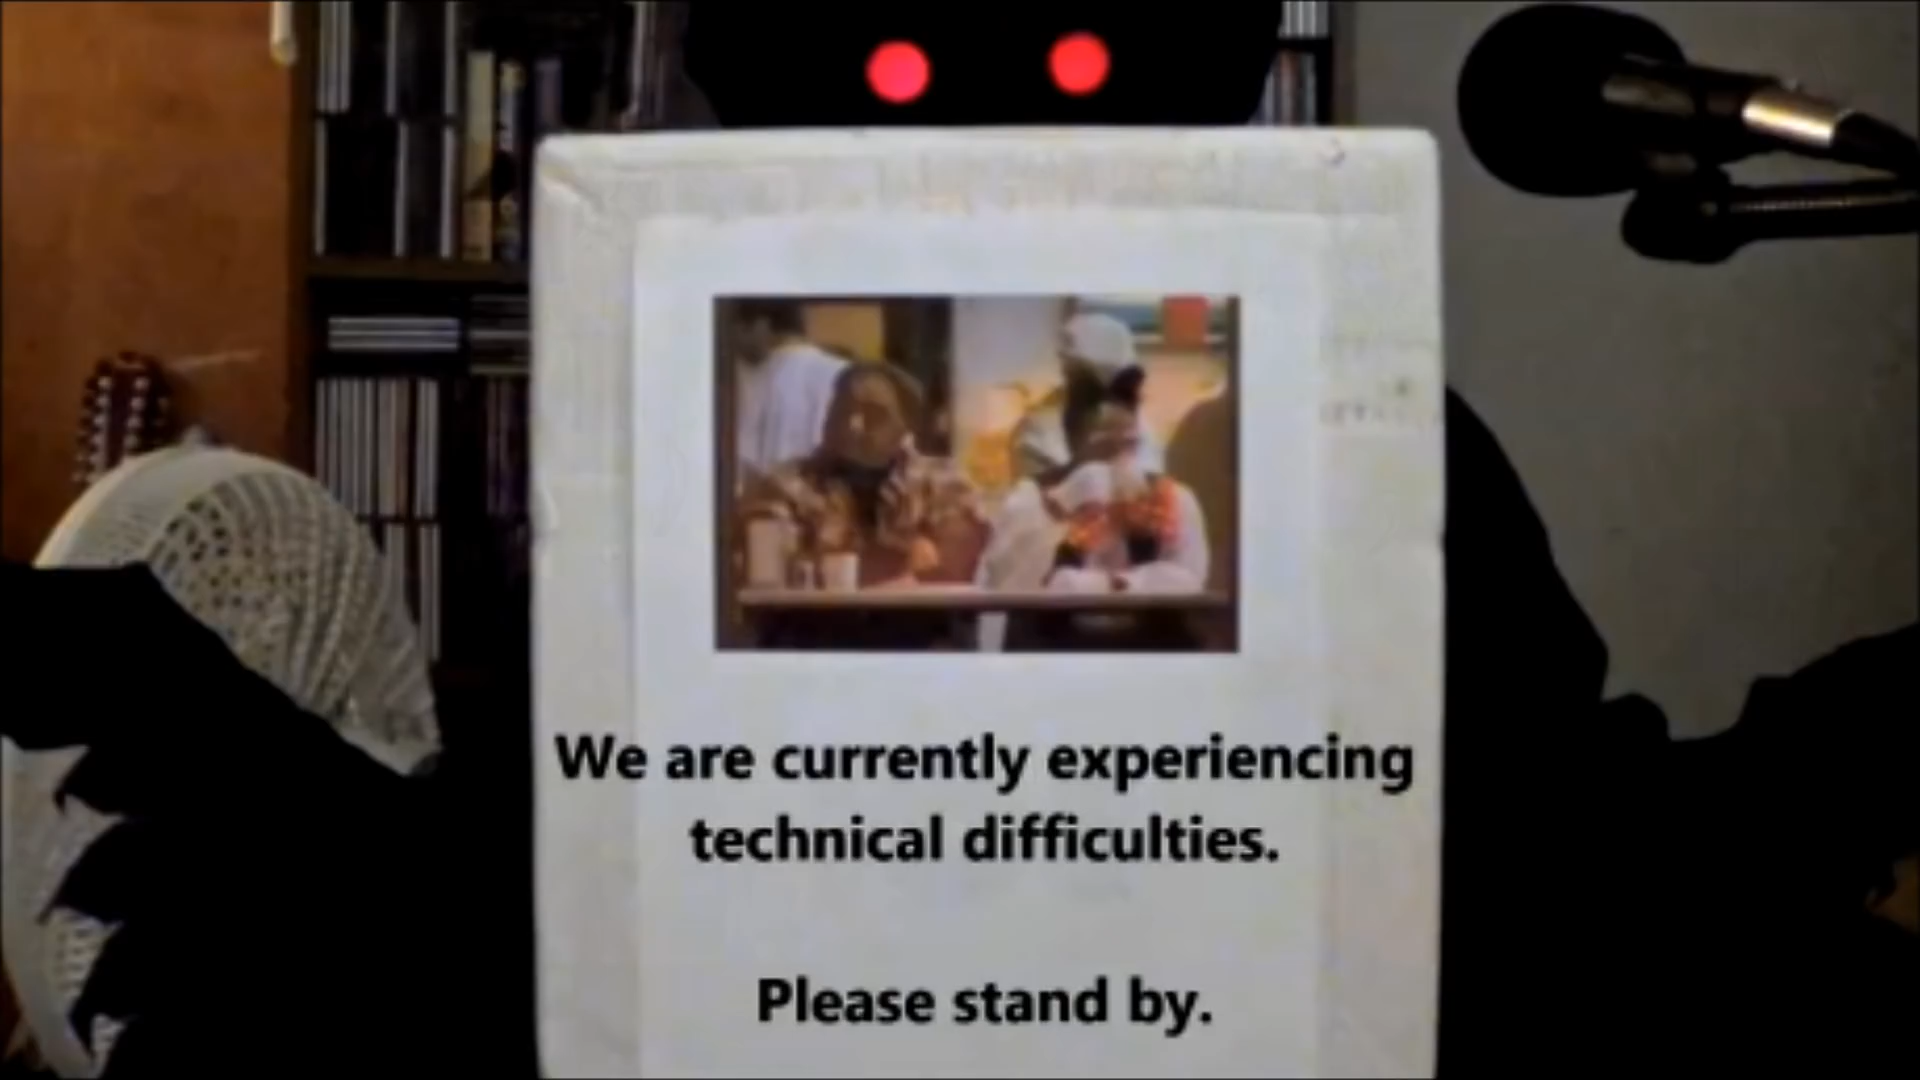 We are currently experiencing
technical difficulties.
Please stand by.